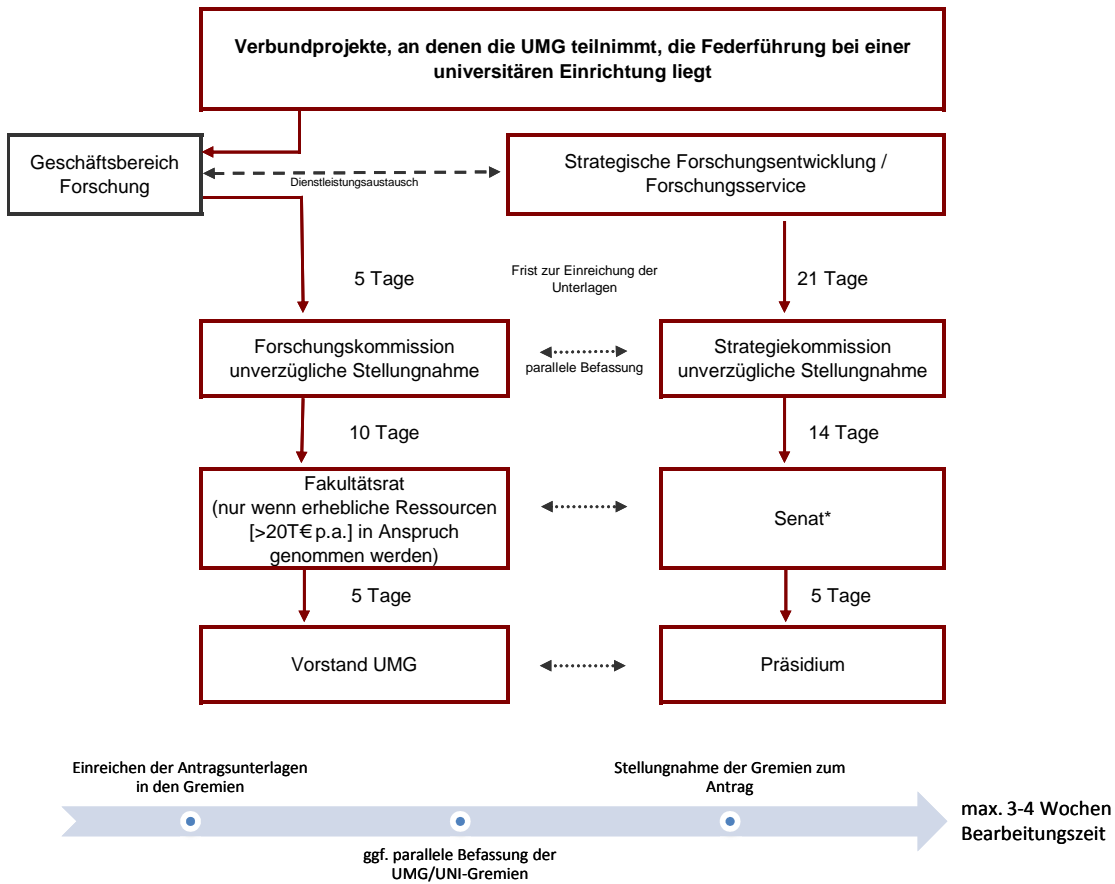 Verbundprojekte, an denen die UMG teilnimmt, die Federführung bei einer
universitären Einrichtung liegt
Geschäftsbereich
Forschung
Dienstleistungsaustausch
Strategische Forschungsentwicklung /
Forschungsservice
5 Tage
Frist zur Einreichung der
Unterlagen
21 Tage
Forschungskommission
unverzügliche Stellungnahme
parallele Befassung
Strategiekommission
unverzügliche Stellungnahme
10 Tage
14 Tage
Fakultätsrat
(nur wenn erhebliche Ressourcen
[>20T€ p.a.] in Anspruch
genommen werden)
Senat*
5 Tage
5 Tage
Vorstand UMG
Präsidium
Einreichen der Antragsunterlagen
in den Gremien
Stellungnahme der Gremien zum
Antrag
max. 3-4 Wochen
Bearbeitungszeit
ggf. parallele Befassung der
UMG/UNI-Gremien